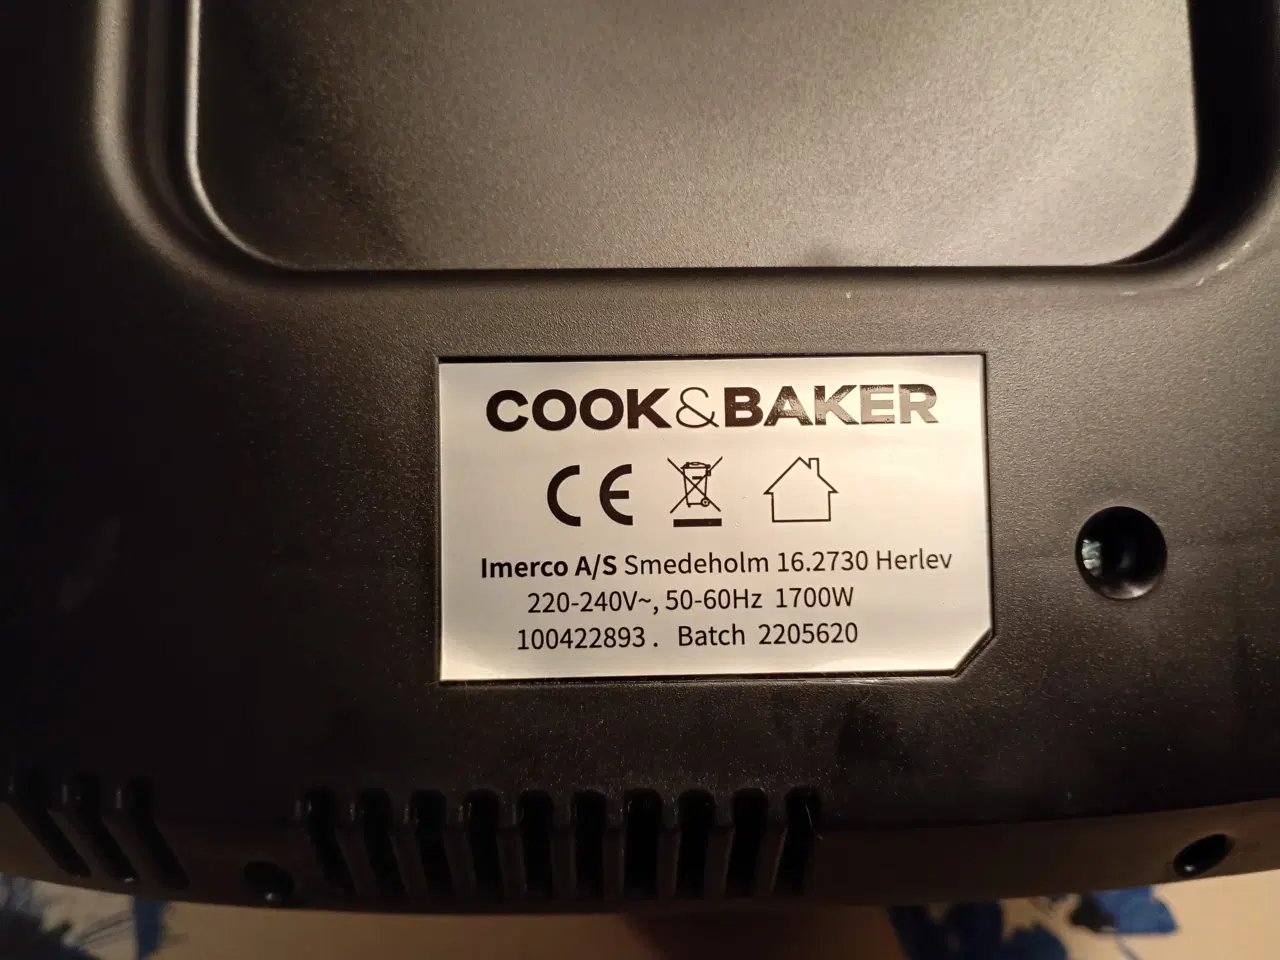 COOK&BAKER
CE
Imerco A/S Smedeholm 16.2730 Herlev
220-240V~, 50-60Hz 1700W
100422893. Batch 2205620